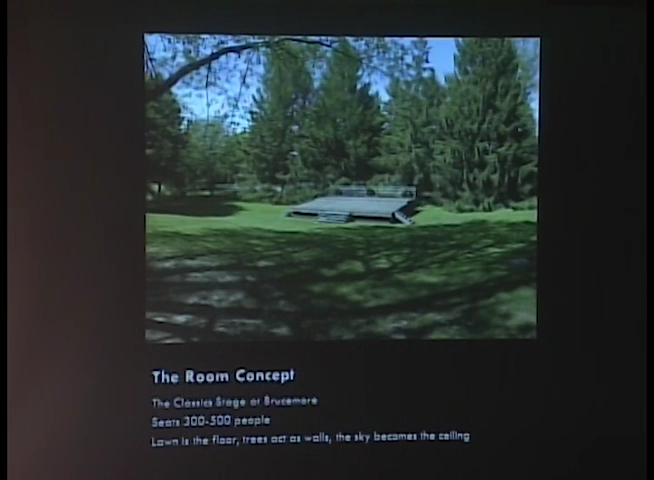 The Room Concept
The Classics Stage at Brucemore
Seats 300-500 people
Lawn is the floor, trees act as walls, the sky becomes the ceiling